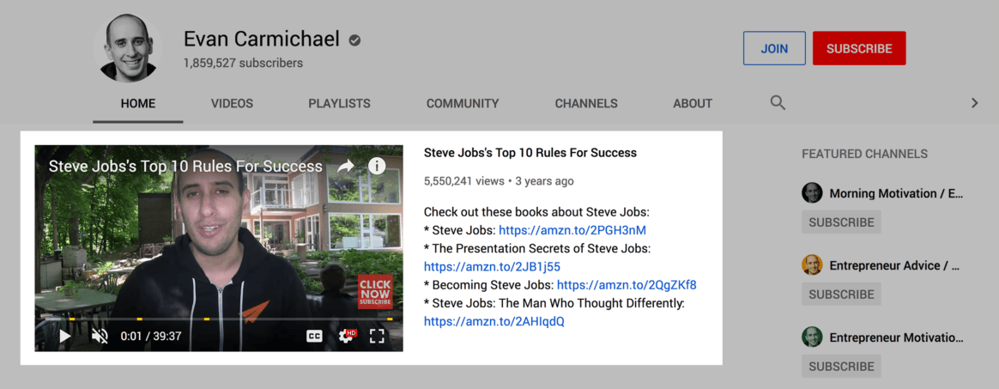 Evan Carmichael
1,859,527 subscribers
JOIN
SUBSCRIBE
HOME
VIDEOS
PLAYLISTS
COMMUNITY
CHANNELS
ABOUT
Steve Jobs's Top 10 Rules For Success
CLICK
NOW
SUBSCRIBE
0:01 / 39:37
CC
HD
Steve Jobs's Top 10 Rules For Success
5,550,241 views • 3 years ago
Check out these books about Steve Jobs:
* Steve Jobs: https://amzn.to/2PGH3nM
* The Presentation Secrets of Steve Jobs:
https://amzn.to/2JB1j55
* Becoming Steve Jobs: https://amzn.to/2QgZKf8
* Steve Jobs: The Man Who Thought Differently:
https://amzn.to/2AHIqdQ
FEATURED CHANNELS
Morning Motivation / E...
SUBSCRIBE
Entrepreneur Advice / ...
SUBSCRIBE
Entrepreneur Motivatio...
SUBSCRIBE